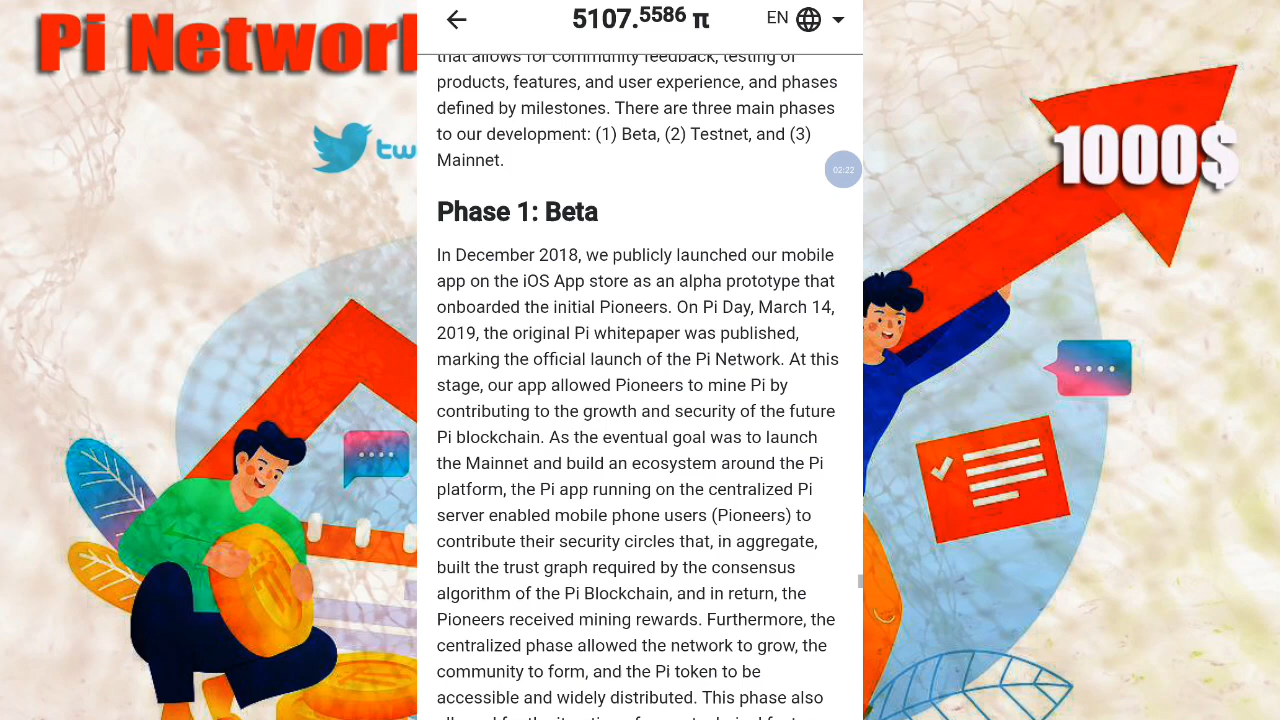 Pi Network
tw
1000$
5107.5586 π
EN
that allows for community feedback, testing of
products, features, and user experience, and phases
defined by milestones. There are three main phases
to our development: (1) Beta, (2) Testnet, and (3)
Mainnet.
02:22
Phase 1: Beta
In December 2018, we publicly launched our mobile
app on the iOS App store as an alpha prototype that
onboarded the initial Pioneers. On Pi Day, March 14,
2019, the original Pi whitepaper was published,
marking the official launch of the Pi Network. At this
stage, our app allowed Pioneers to mine Pi by
contributing to the growth and security of the future
Pi blockchain. As the eventual goal was to launch
the Mainnet and build an ecosystem around the Pi
platform, the Pi app running on the centralized Pi
server enabled mobile phone users (Pioneers) to
contribute their security circles that, in aggregate,
built the trust graph required by the consensus
algorithm of the Pi Blockchain, and in return, the
Pioneers received mining rewards. Furthermore, the
centralized phase allowed the network to grow, the
community to form, and the Pi token to be
accessible and widely distributed. This phase also